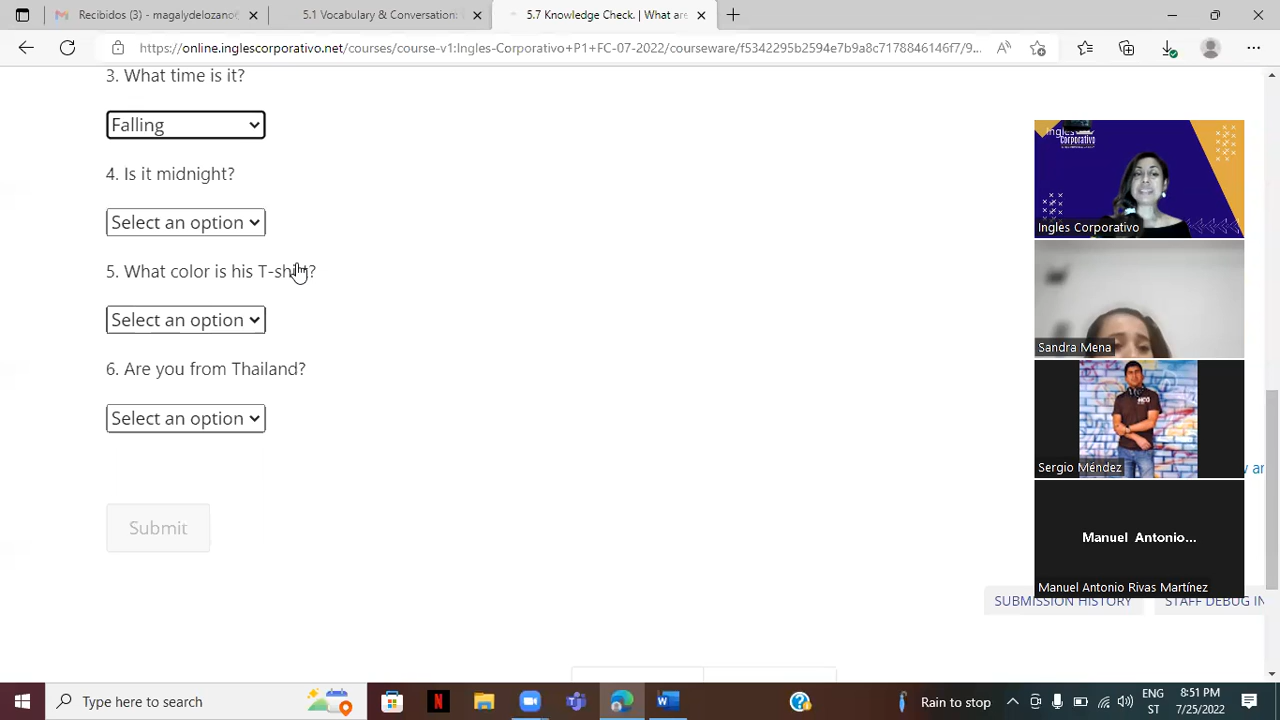 Recibidos (3) - magalydelozano
5.1 Vocabulary & Conversation:
5.7 Knowledge Check. | What are
https://online.inglescorporativo.net/courses/course-v1:Ingles-Corporativo+P1+FC-07-2022/courseware/f5342295b2594e7b9a8c7178846146f7/9...
3. What time is it?
Falling
4. Is it midnight?
Select an option
5. What color is his T-shirt?
Select an option
6. Are you from Thailand?
Select an option
Submit
Ingles
Corporativo
Ingles Corporativo
Sandra Mena
Sergio Méndez
Manuel Antonio...
Manuel Antonio Rivas Martínez
SUBMISSION HISTORY
STAFF DEBUG IN
Type here to search
Rain to stop
ENG
ST
8:51 PM
7/25/2022